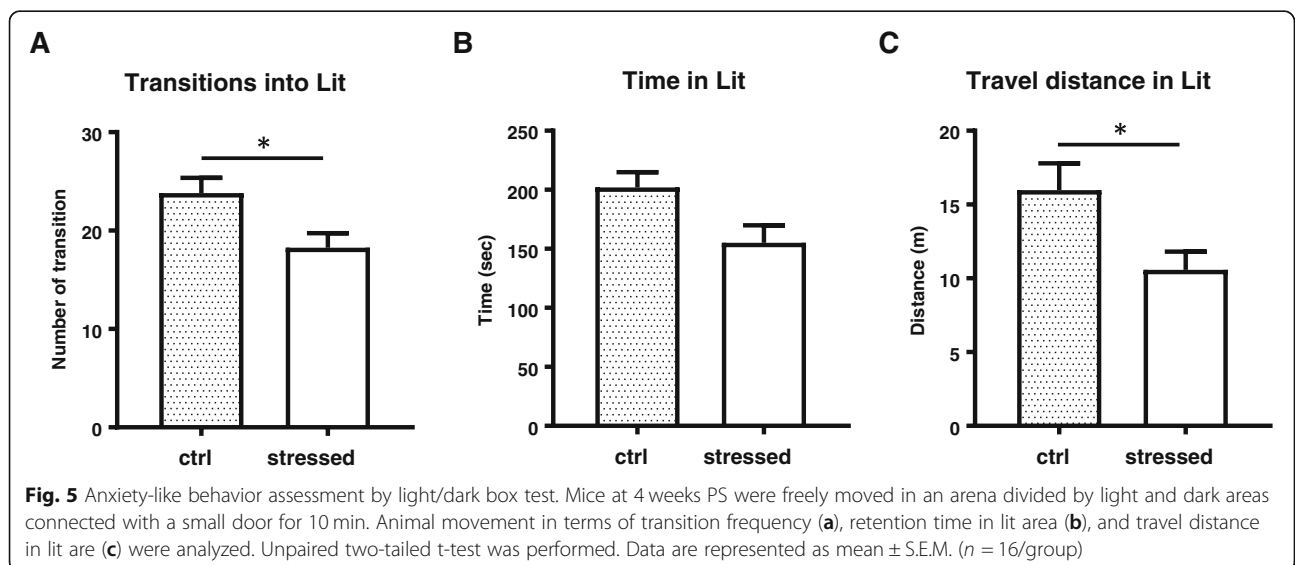 A
B
C
Transitions into Lit
Time in Lit
Travel distance in Lit
Number of transition
30
20
10
0
*
ctrl
stressed
Time (sec)
250
200
150
100
50
0
ctrl
stressed
Distance (m)
20
15
10
5
0
*
ctrl
stressed
Fig. 5 Anxiety-like behavior assessment by light/dark box test. Mice at 4 weeks PS were freely moved in an arena divided by light and dark areas
connected with a small door for 10 min. Animal movement in terms of transition frequency (a), retention time in lit area (b), and travel distance
in lit are (c) were analyzed. Unpaired two-tailed t-test was performed. Data are represented as mean ± S.E.M. (n = 16/group)